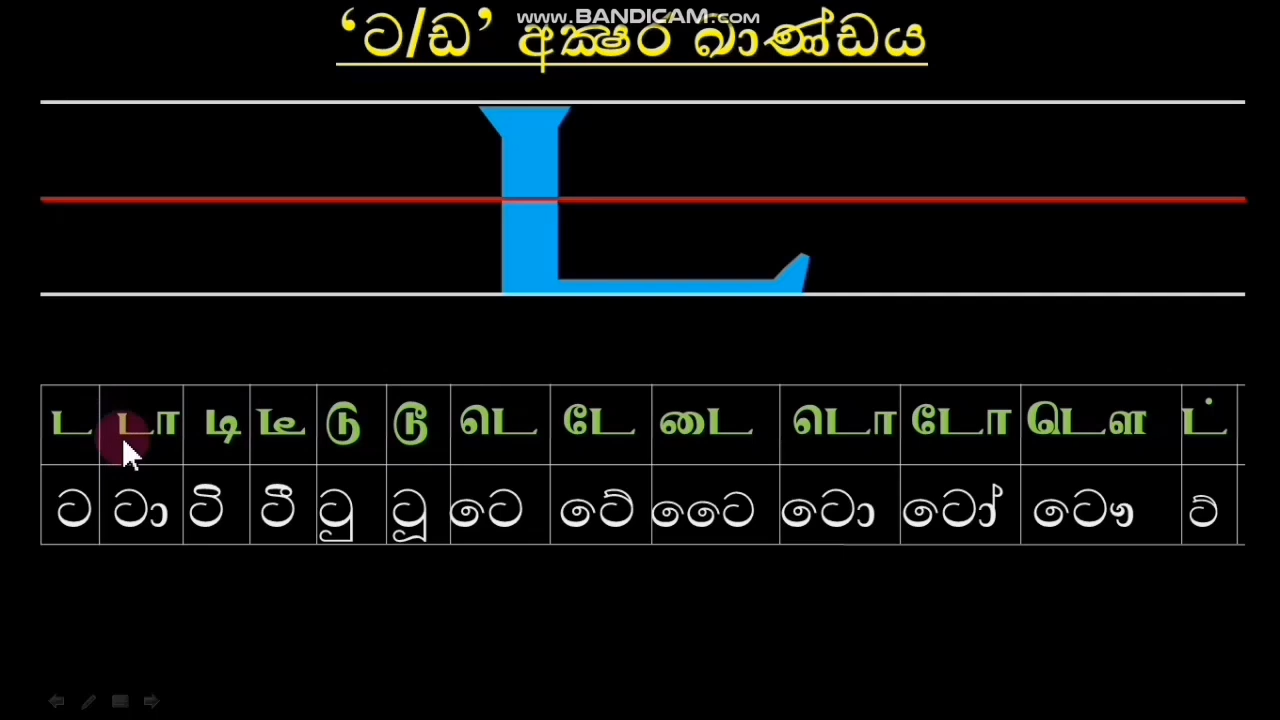 www.BANDICAM.com
‘ට/ඩ’ අක්ෂර ඛාණ්ඩය
ட
ட டா டி டீ டு டூ டெ டே டை டொ டோ டௌ ட்
ට ටා ටි ටී ටු ටූ ටෙ ටේ ටෛ ටො ටෝ ටෞ ට්